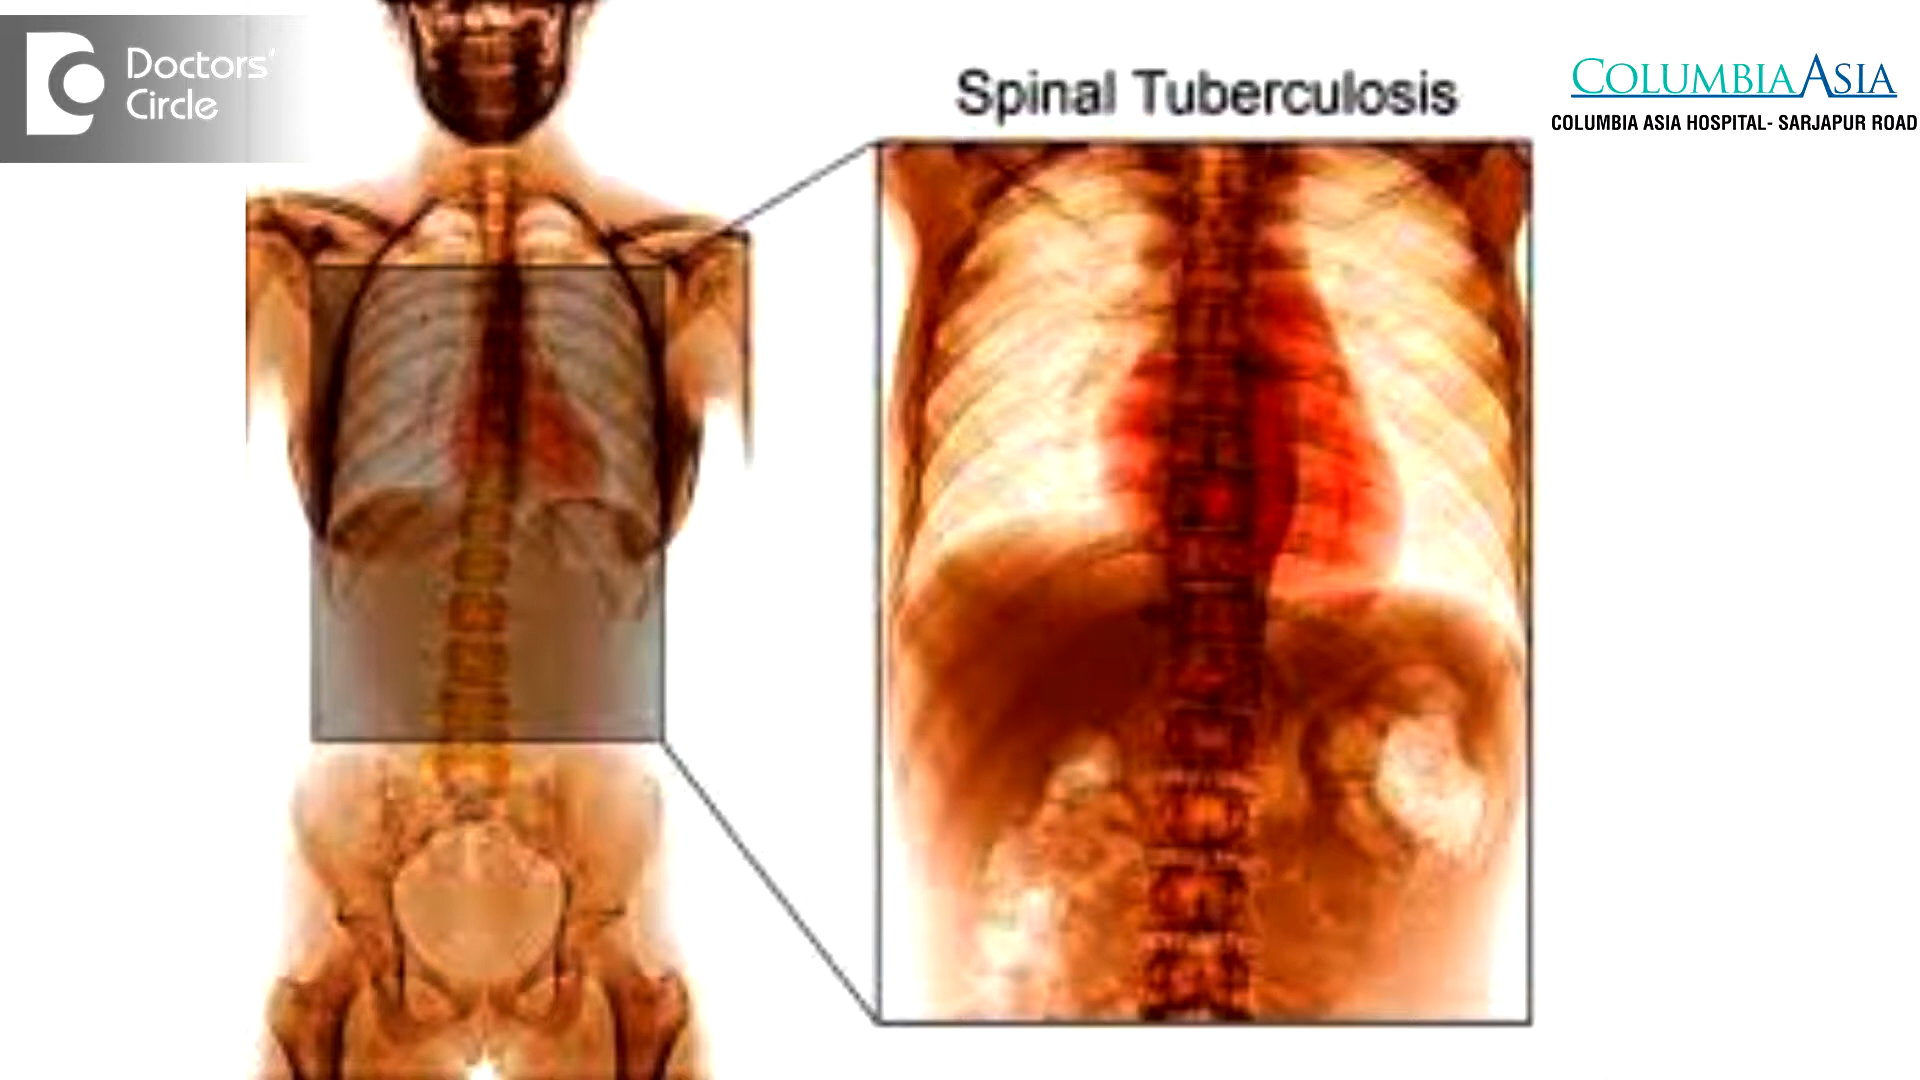 Doctors'
Circle
Spinal Tuberculosis
COLUMBIA ASIA
COLUMBIA ASIA HOSPITAL- SARJAPUR ROAD